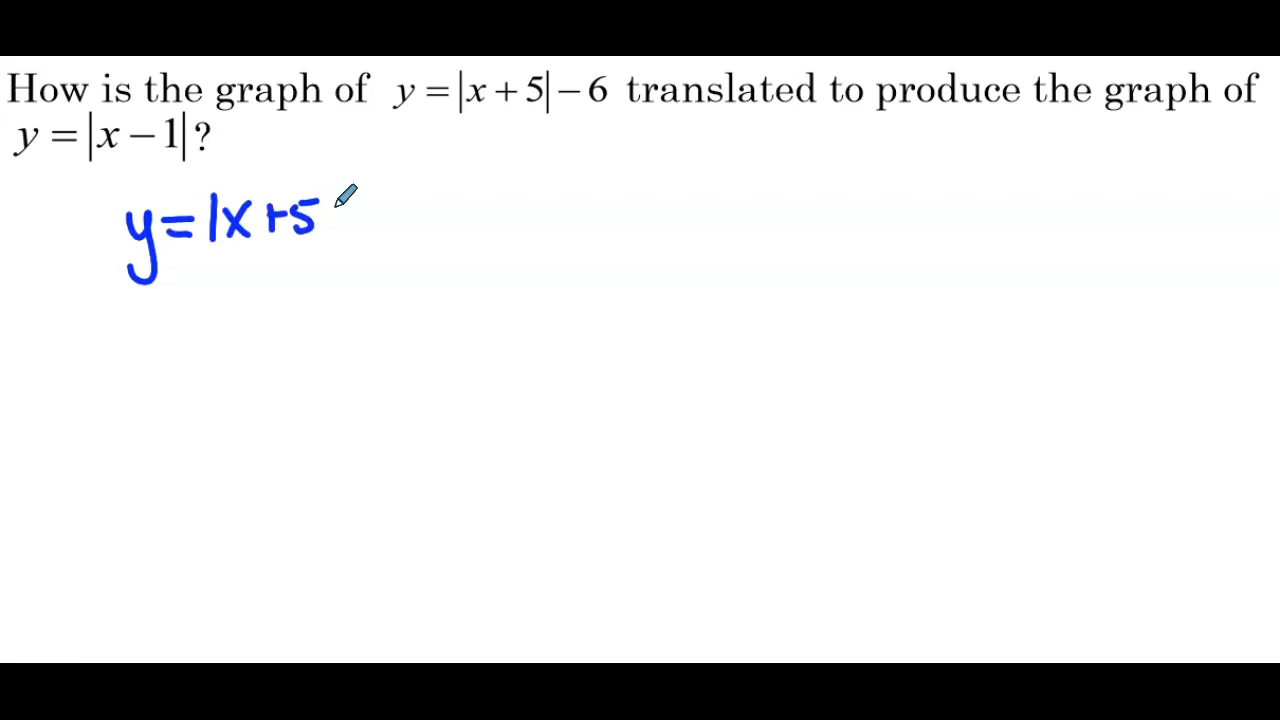 How is the graph of y = |x + 5| − 6 translated to produce the graph of
y = |x − 1| ?
y = |x + 5